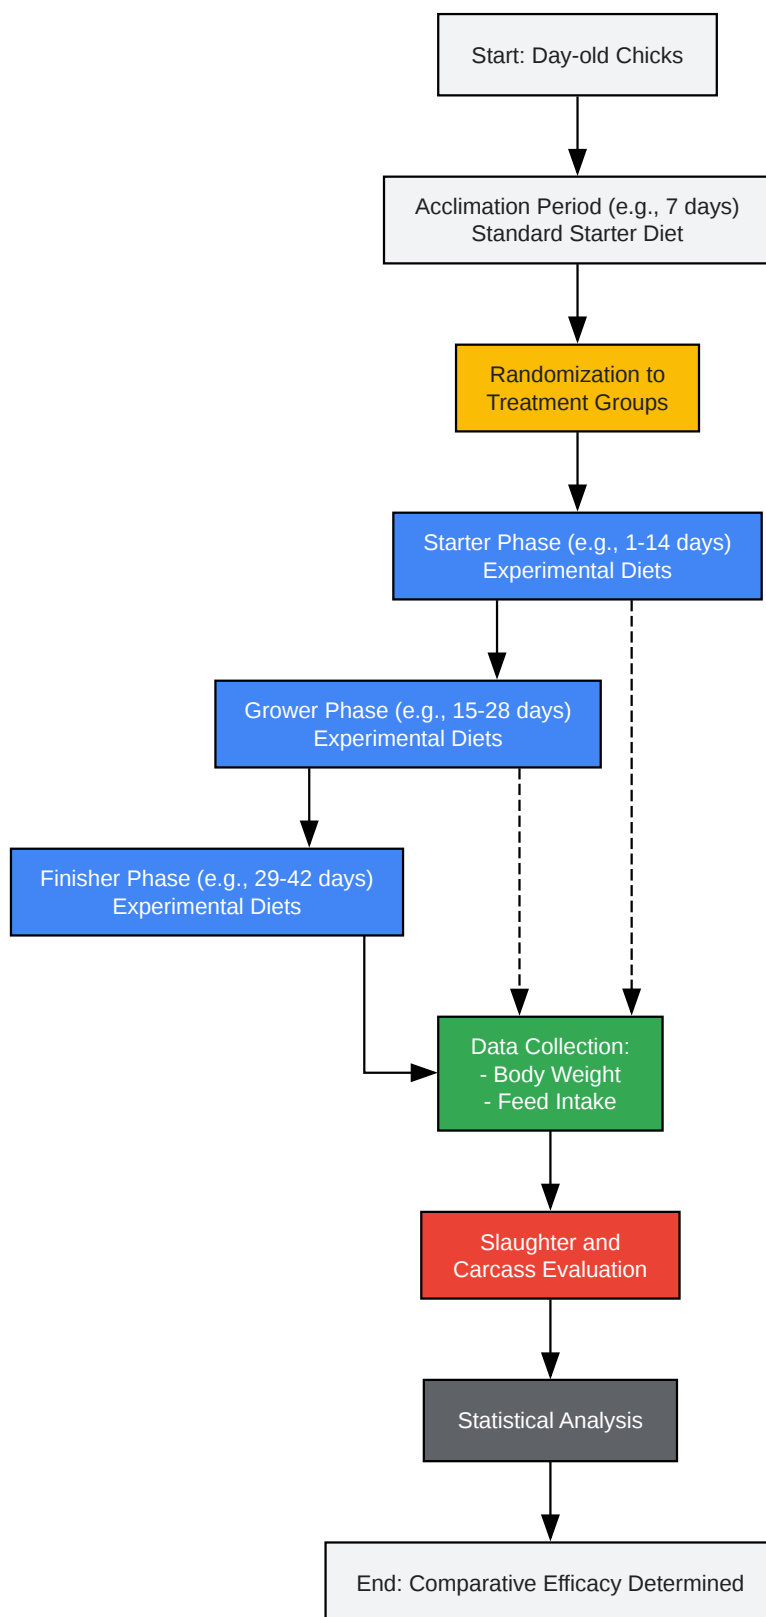 Start: Day-old Chicks
Acclimation Period (e.g., 7 days)
Standard Starter Diet
Randomization to
Treatment Groups
Starter Phase (e.g., 1-14 days)
Experimental Diets
Grower Phase (e.g., 15-28 days)
Experimental Diets
Finisher Phase (e.g., 29-42 days)
Experimental Diets
Data Collection:
- Body Weight
- Feed Intake
Slaughter and
Carcass Evaluation
Statistical Analysis
End: Comparative Efficacy Determined